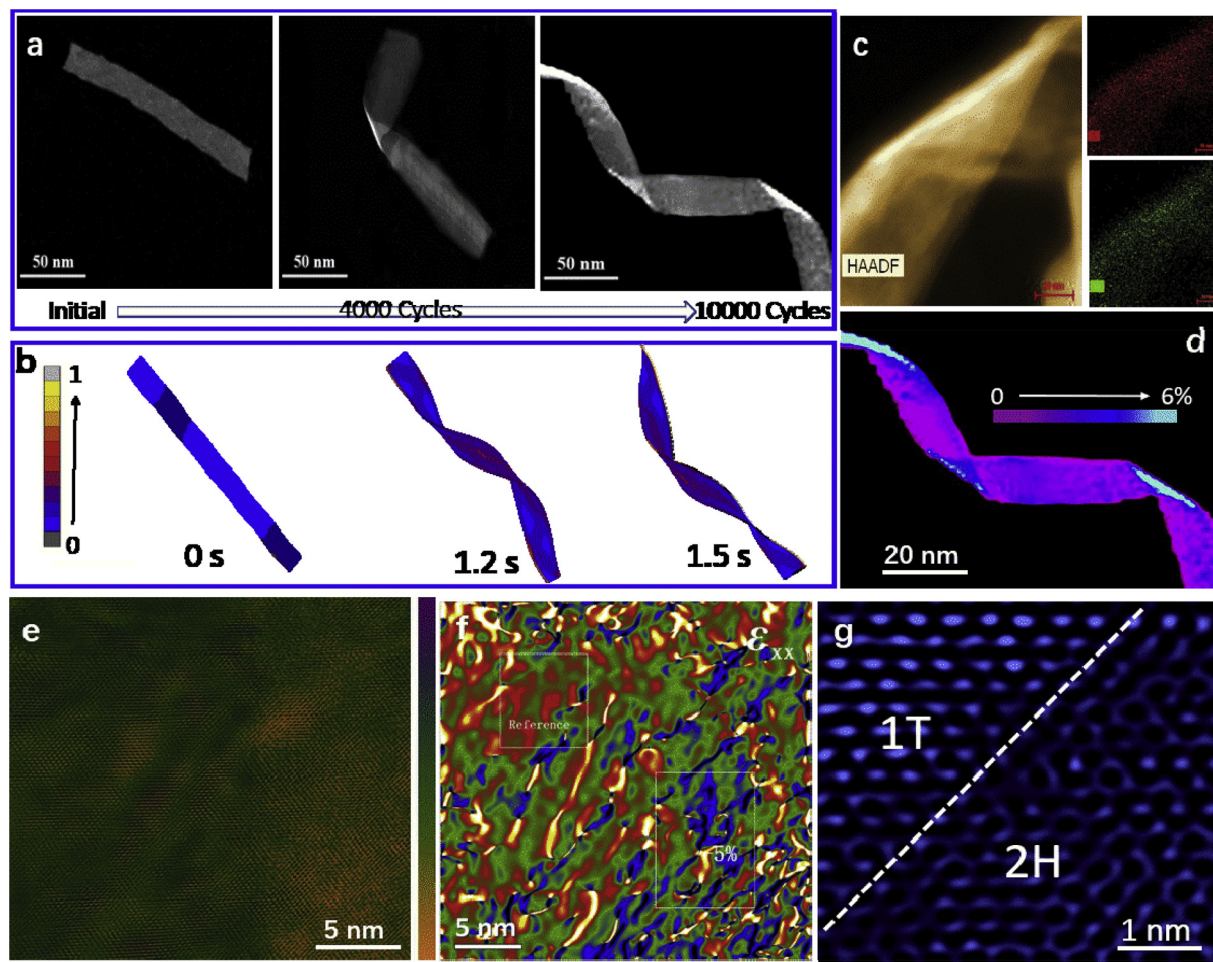 a
50 nm
50 nm
50 nm
Initial
4000 Cycles
10000 Cycles
b
1
0
0 s
1.2 s
1.5 s
c
HAADF
d
0
6%
20 nm
e
5 nm
f
ε xx
Reference
5%
5 nm
g
1T
2H
1 nm